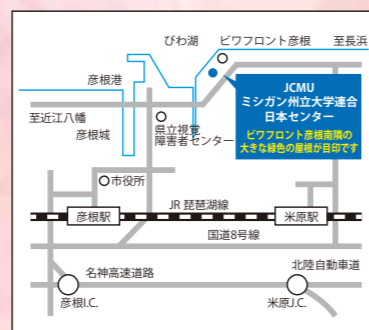 びわ湖
ビワフロント彦根
至長浜
彦根港
JCMU
ミシガン州立大学連合
日本センター
ビワフロント彦根南隣の
大きな緑色の屋根が目印です
至近江八幡
彦根城
県立視覚
障害者センター
市役所
JR 琵琶湖線
彦根駅
米原駅
国道8号線
名神高速道路
北陸自動車道
彦根I.C.
米原J.C.